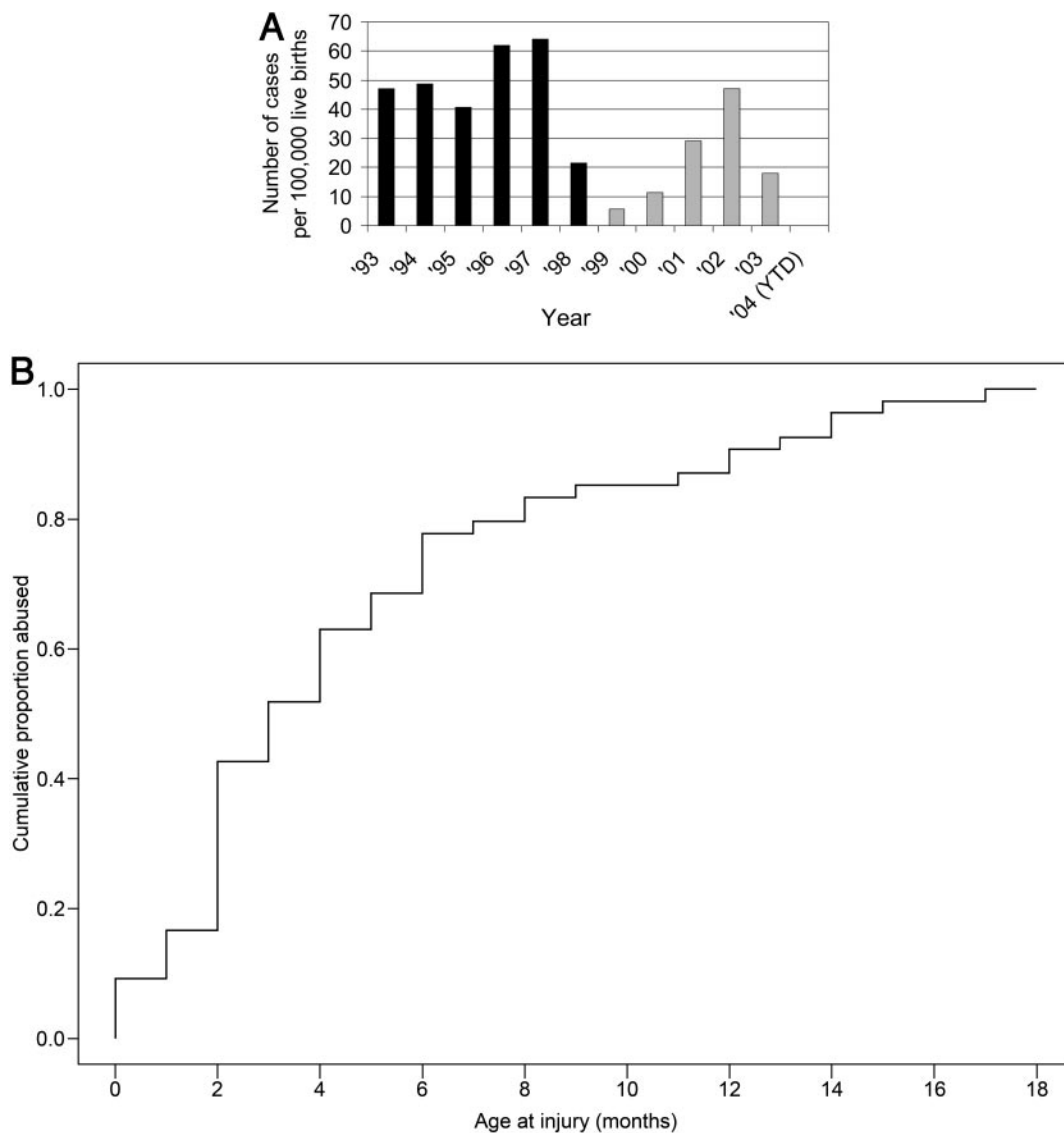 A
Number of cases
per 100,000 live births
70
60
50
40
30
20
10
0
'93
'94
'95
'96
'97
'98
'99
'00
'01
'02
'03
'04 (YTD)
Year
B
Cumulative proportion abused
1.0
0.8
0.6
0.4
0.2
0.0
0 2 4 6 8 10 12 14 16 18
Age at injury (months)